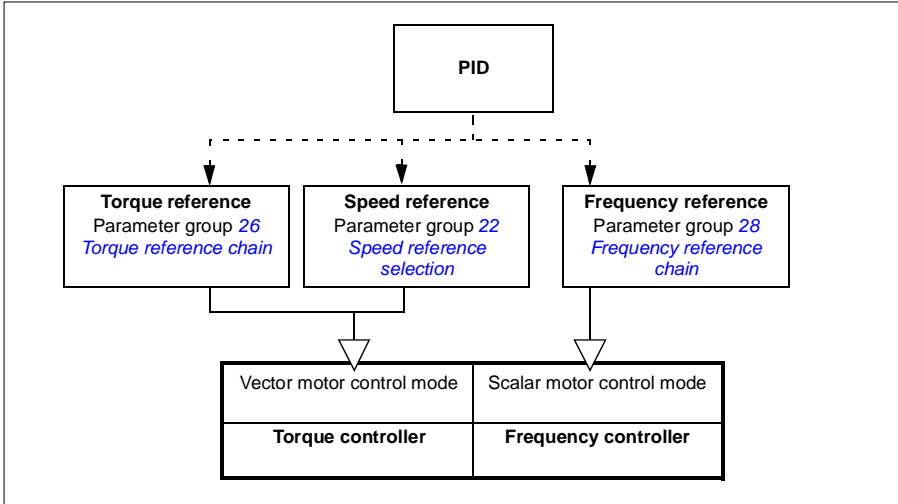 PID
Torque reference
Parameter group 26
Torque reference chain
Speed reference
Parameter group 22
Speed reference
selection
Frequency reference
Parameter group 28
Frequency reference
chain
Vector motor control mode
Scalar motor control mode
Torque controller
Frequency controller